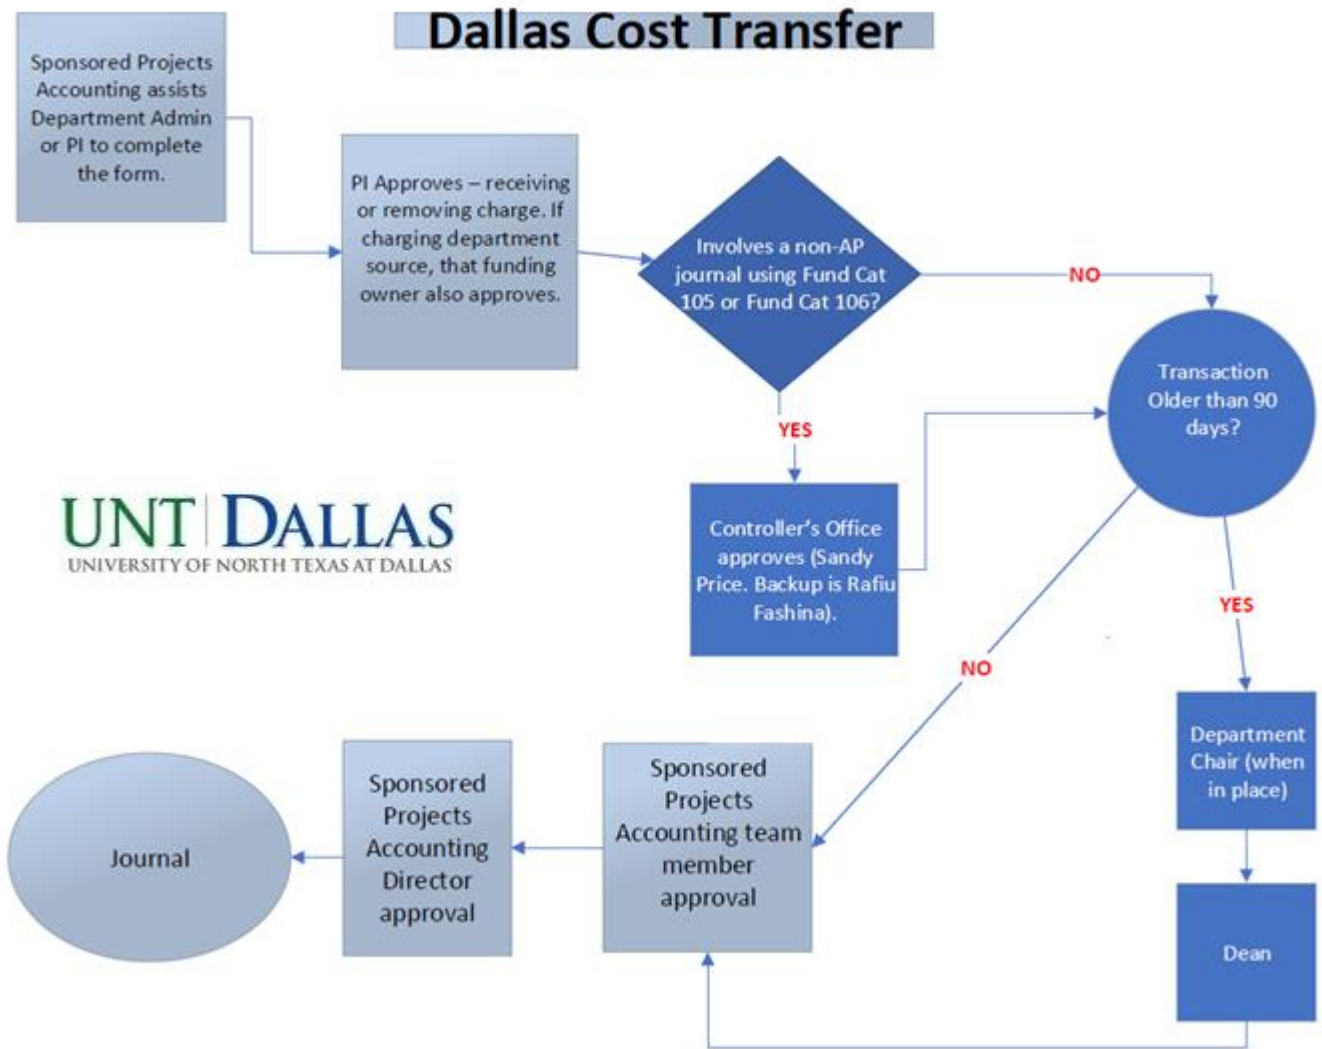 Dallas Cost Transfer
Sponsored Projects
Accounting assists
Department Admin
or PI to complete
the form.
PI Approves – receiving
or removing charge. If
charging department
source, that funding
owner also approves.
Involves a non-AP
journal using Fund Cat
105 or Fund Cat 106?
NO
YES
Transaction
Older than 90
days?
Controller's Office
approves (Sandy
Price. Backup is Rafiu
Fashina).
UNT | DALLAS
UNIVERSITY OF NORTH TEXAS AT DALLAS
YES
NO
Department
Chair (when
in place)
Dean
Sponsored
Projects
Accounting team
member
approval
Sponsored
Projects
Accounting
Director
approval
Journal